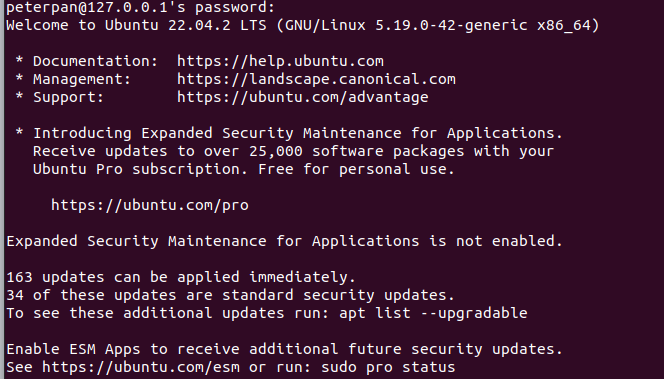 peterpan@127.0.0.1's password:
Welcome to Ubuntu 22.04.2 LTS (GNU/Linux 5.19.0-42-generic x86_64)
* Documentation:  https://help.ubuntu.com
* Management:     https://landscape.canonical.com
* Support:        https://ubuntu.com/advantage
* Introducing Expanded Security Maintenance for Applications.
Receive updates to over 25,000 software packages with your
Ubuntu Pro subscription. Free for personal use.
https://ubuntu.com/pro
Expanded Security Maintenance for Applications is not enabled.
163 updates can be applied immediately.
34 of these updates are standard security updates.
To see these additional updates run: apt list --upgradable
Enable ESM Apps to receive additional future security updates.
See https://ubuntu.com/esm or run: sudo pro status